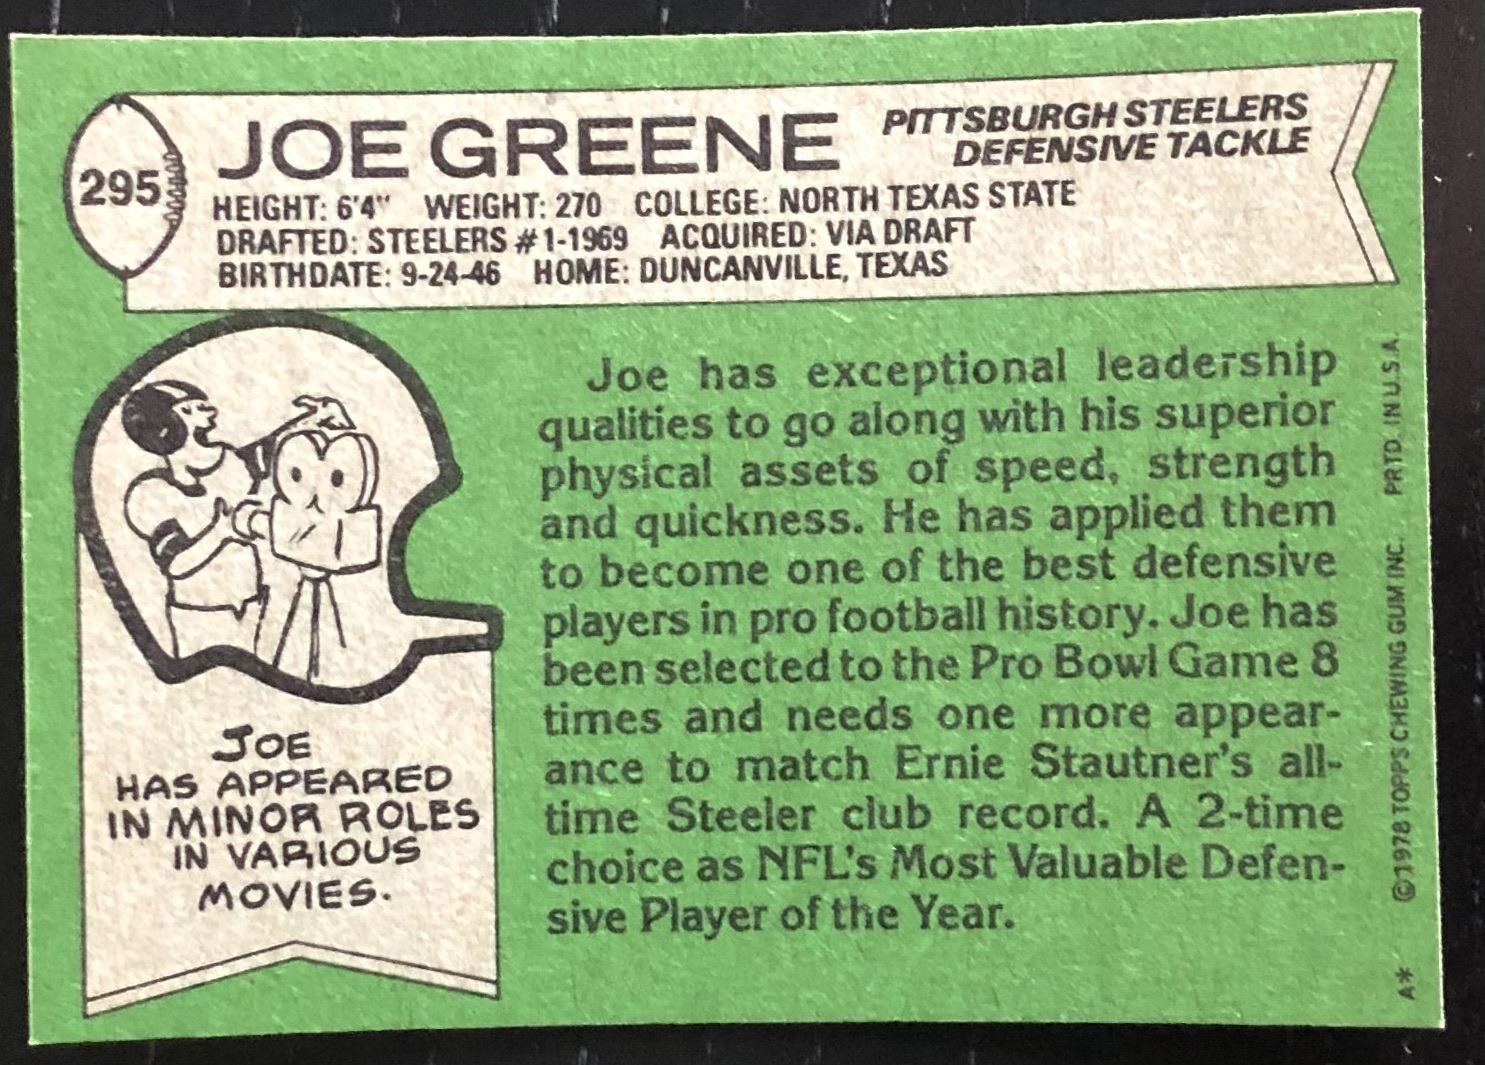 295
JOE GREENE
PITTSBURGH STEELERS
DEFENSIVE TACKLE
HEIGHT: 6'4" WEIGHT: 270 COLLEGE: NORTH TEXAS STATE
DRAFTED: STEELERS #1-1969 ACQUIRED: VIA DRAFT
BIRTHDATE: 9-24-46 HOME: DUNCANVILLE, TEXAS
JOE
HAS APPEARED
IN MINOR ROLES
IN VARIOUS
MOVIES.
Joe has exceptional leadership
qualities to go along with his superior
physical assets of speed, strength
and quickness. He has applied them
to become one of the best defensive
players in pro football history. Joe has
been selected to the Pro Bowl Game 8
times and needs one more appear-
ance to match Ernie Stautner's all-
time Steeler club record. A 2-time
choice as NFL's Most Valuable Defen-
sive Player of the Year.
A* ©1978 TOPPS CHEWING GUM INC. PRTD. IN U.S.A.